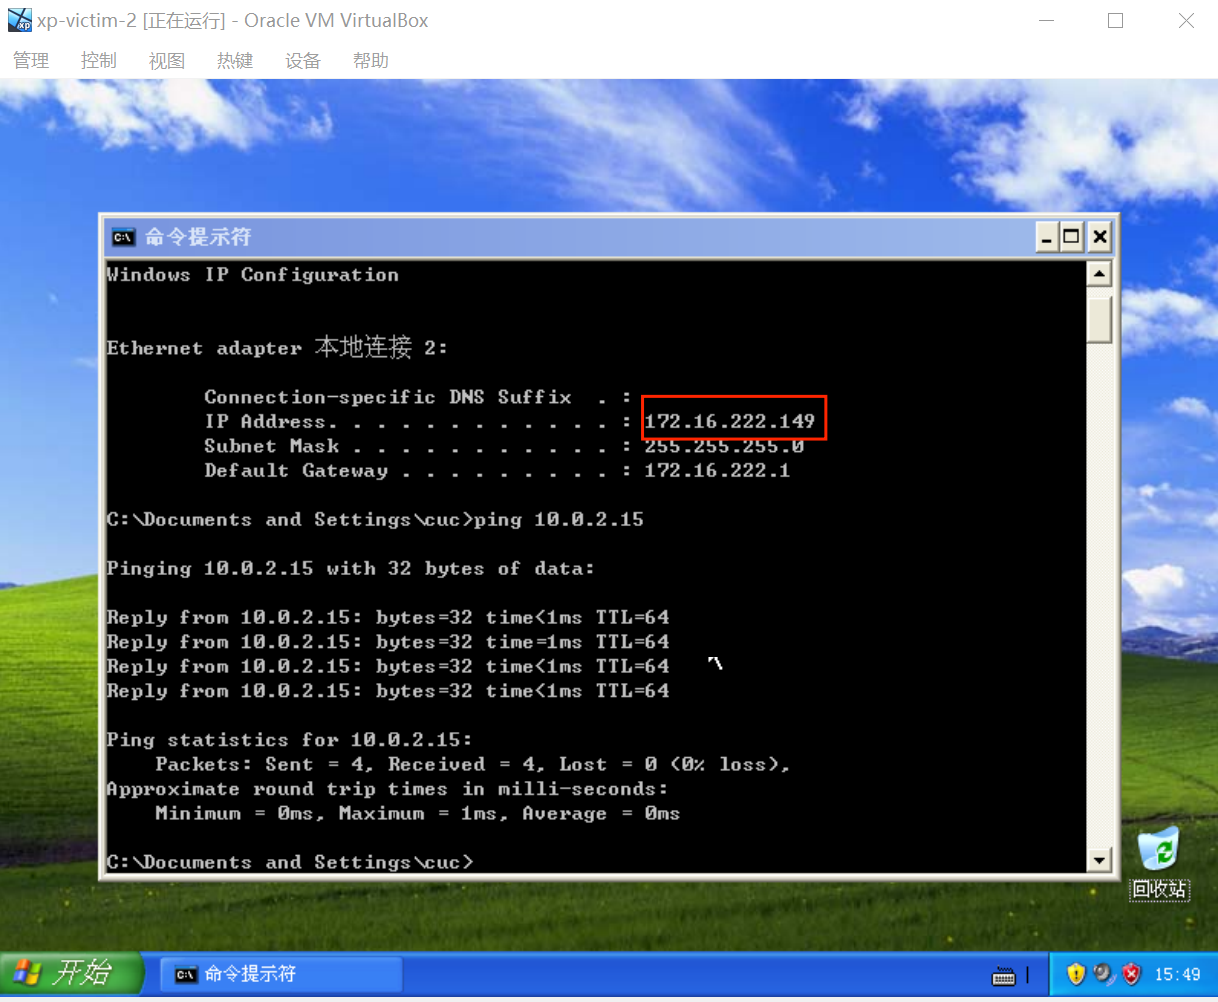 xp-victim-2 [正在运行] - Oracle VM VirtualBox
管理 控制 视图 热键 设备 帮助
命令提示符
Windows IP Configuration
Ethernet adapter 本地连接 2:
Connection-specific DNS Suffix . :
IP Address. . . . . . . . . . . . : 172.16.222.149
Subnet Mask . . . . . . . . . . . : 255.255.255.0
Default Gateway . . . . . . . . . : 172.16.222.1
C:\Documents and Settings\cuc>ping 10.0.2.15
Pinging 10.0.2.15 with 32 bytes of data:
Reply from 10.0.2.15: bytes=32 time<1ms TTL=64
Reply from 10.0.2.15: bytes=32 time=1ms TTL=64
Reply from 10.0.2.15: bytes=32 time<1ms TTL=64
Reply from 10.0.2.15: bytes=32 time<1ms TTL=64
Ping statistics for 10.0.2.15:
Packets: Sent = 4, Received = 4, Lost = 0 (0% loss),
Approximate round trip times in milli-seconds:
Minimum = 0ms, Maximum = 1ms, Average = 0ms
C:\Documents and Settings\cuc>
回收站
开始 命令提示符 15:49